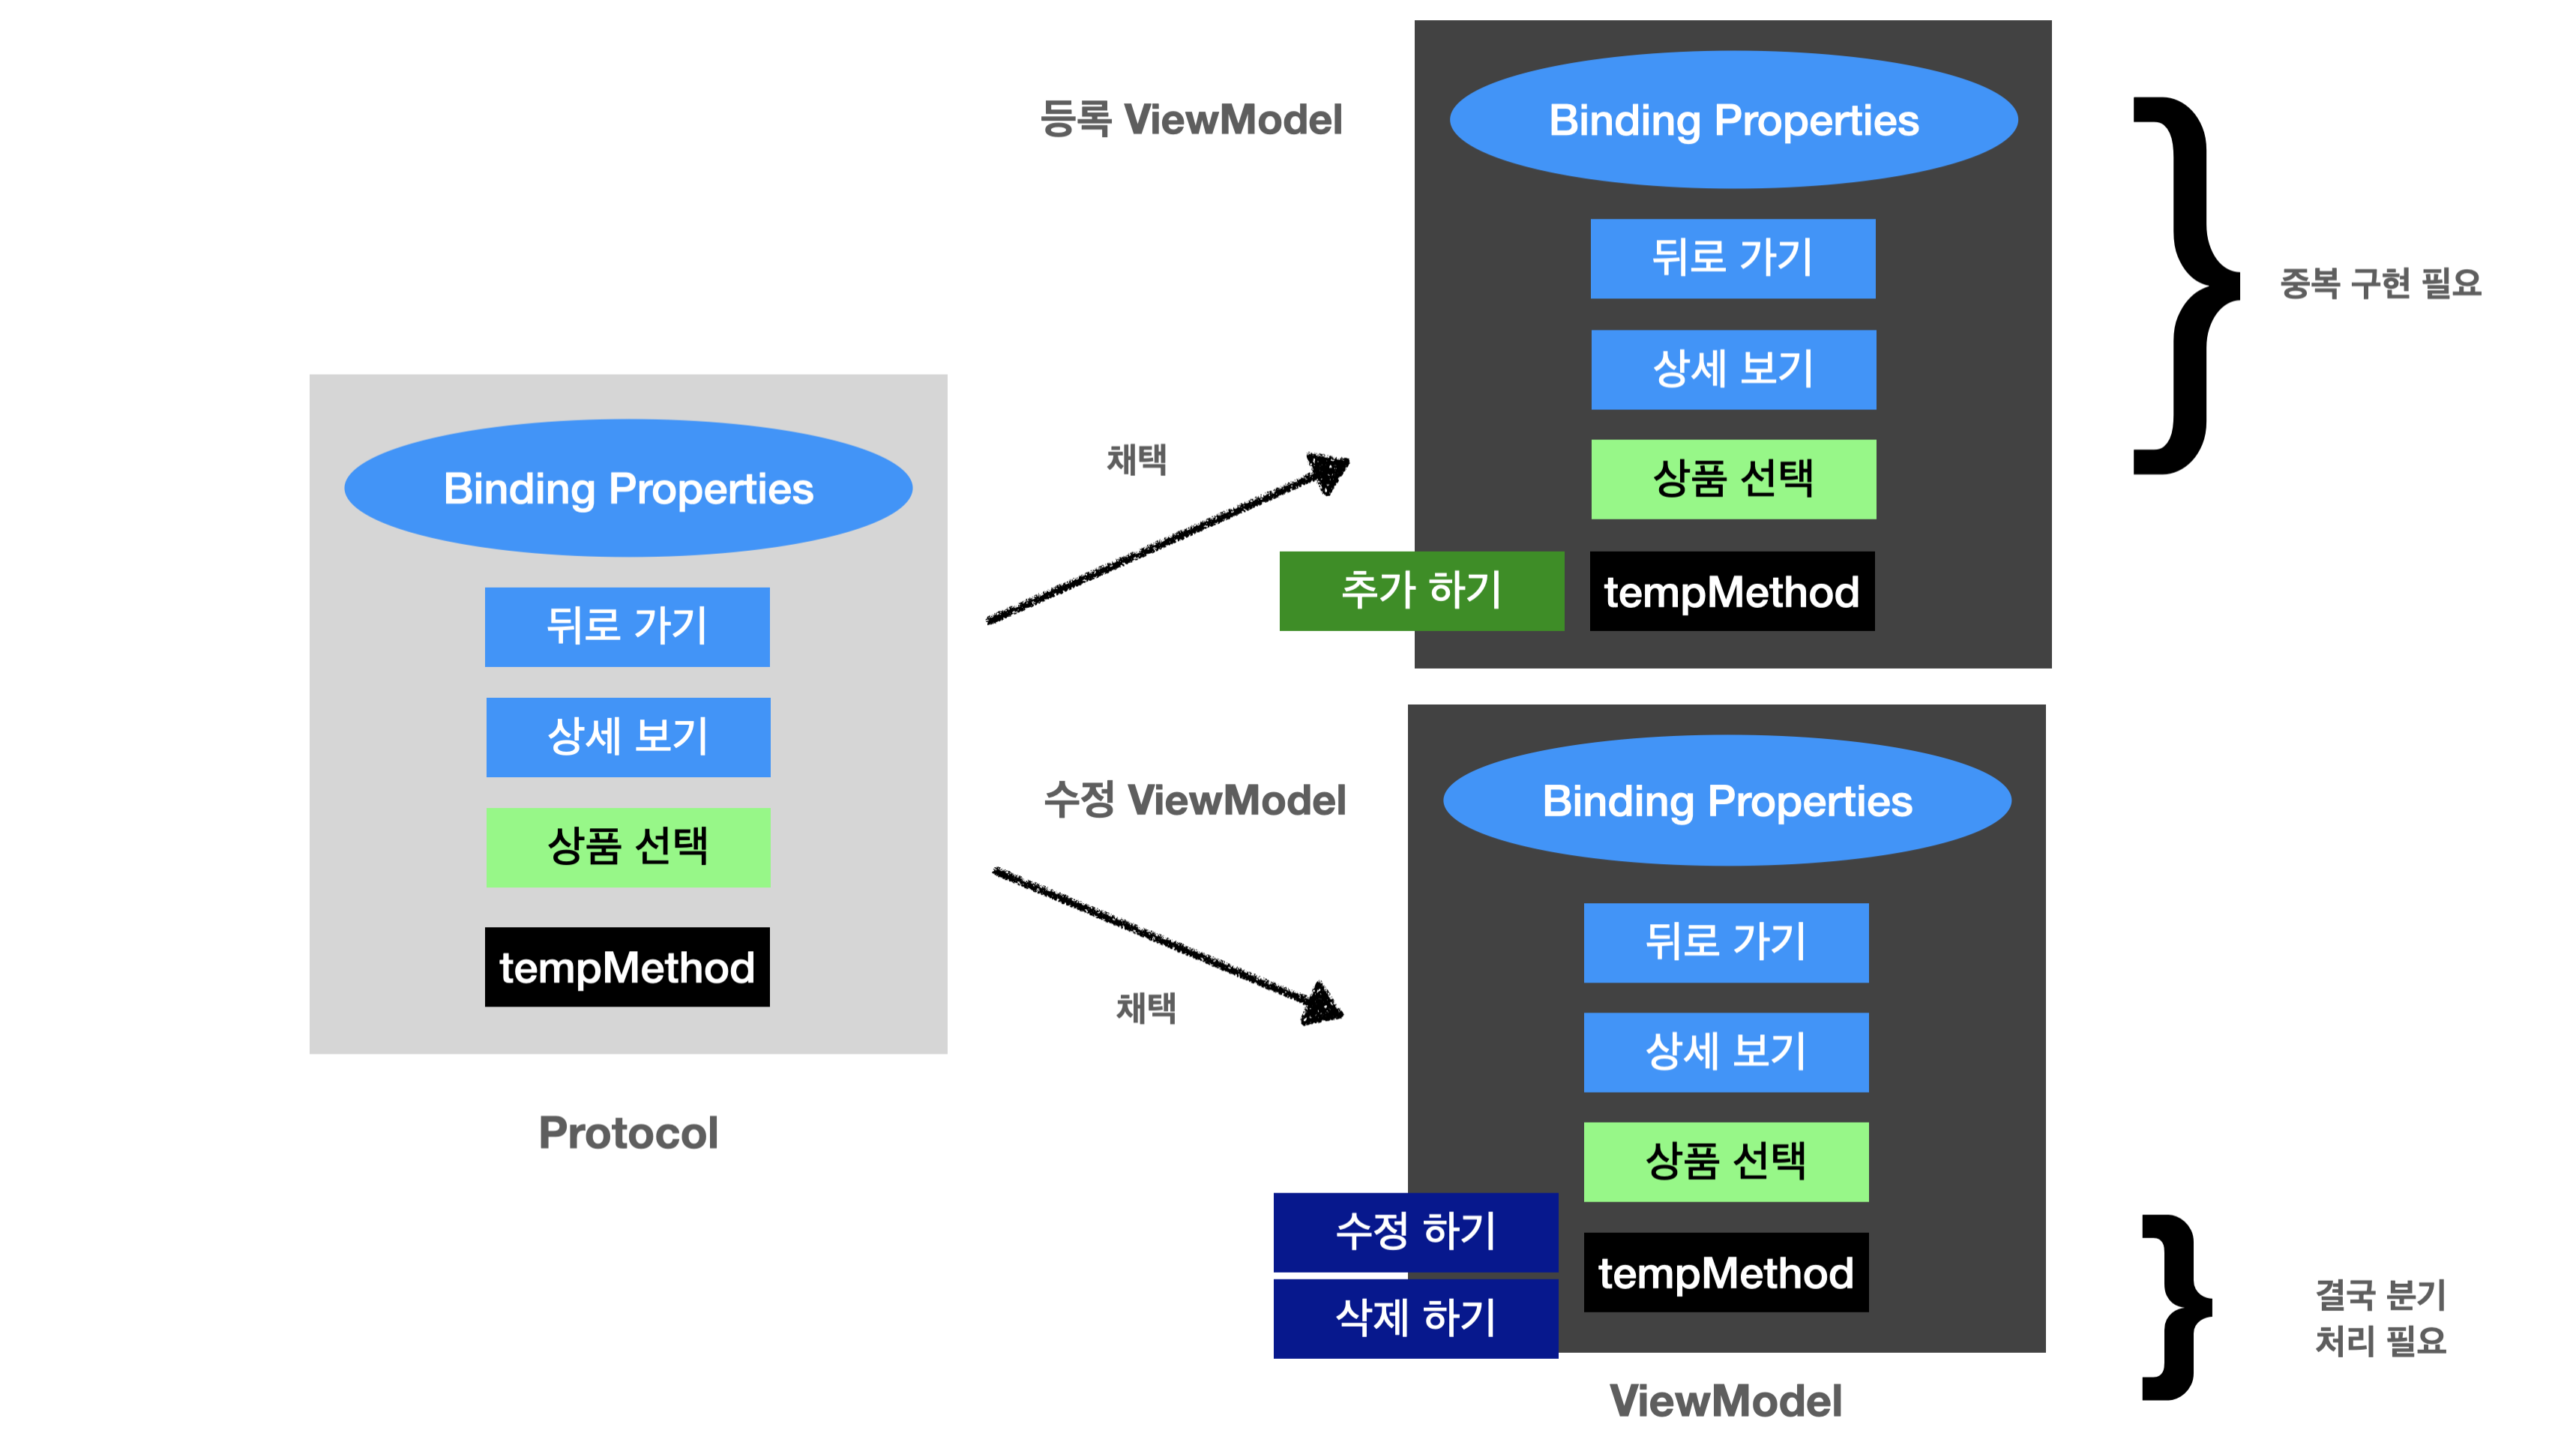 Binding Properties
뒤로 가기
상세 보기
상품 선택
tempMethod
Protocol
채택
채택
등록 ViewModel
Binding Properties
뒤로 가기
상세 보기
상품 선택
추가 하기
tempMethod
중복 구현 필요
수정 ViewModel
Binding Properties
뒤로 가기
상세 보기
상품 선택
수정 하기
삭제 하기
tempMethod
ViewModel
결국 분기
처리 필요